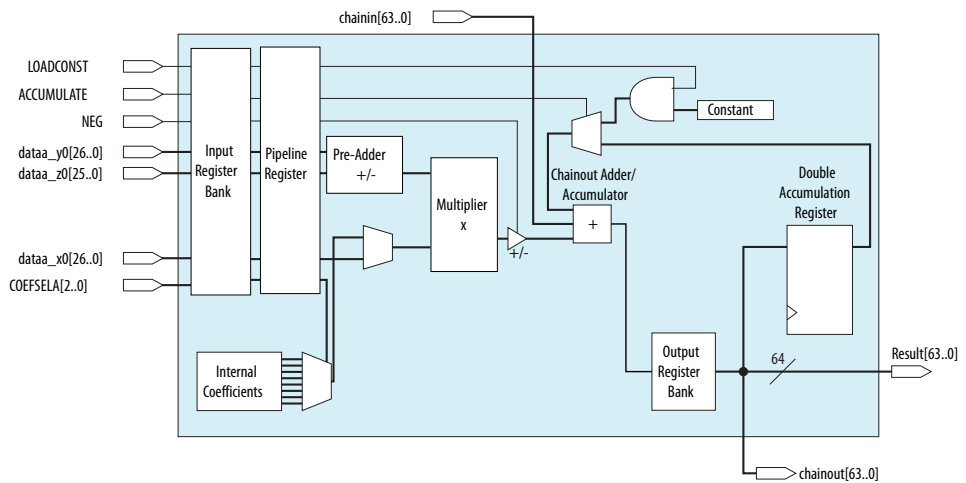 chainin[63..0]
LOADCONST
ACCUMULATE
NEG
dataa_y0[26..0]
dataa_z0[25..0]
dataa_x0[26..0]
COEFSELA[2..0]
Input
Register
Bank
Pipeline
Register
Pre-Adder
+/-
Multiplier
x
+/-
Constant
Chainout Adder/
Accumulator
+
Double
Accumulation
Register
Internal
Coefficients
Output
Register
Bank
64
Result[63..0]
chainout[63..0]